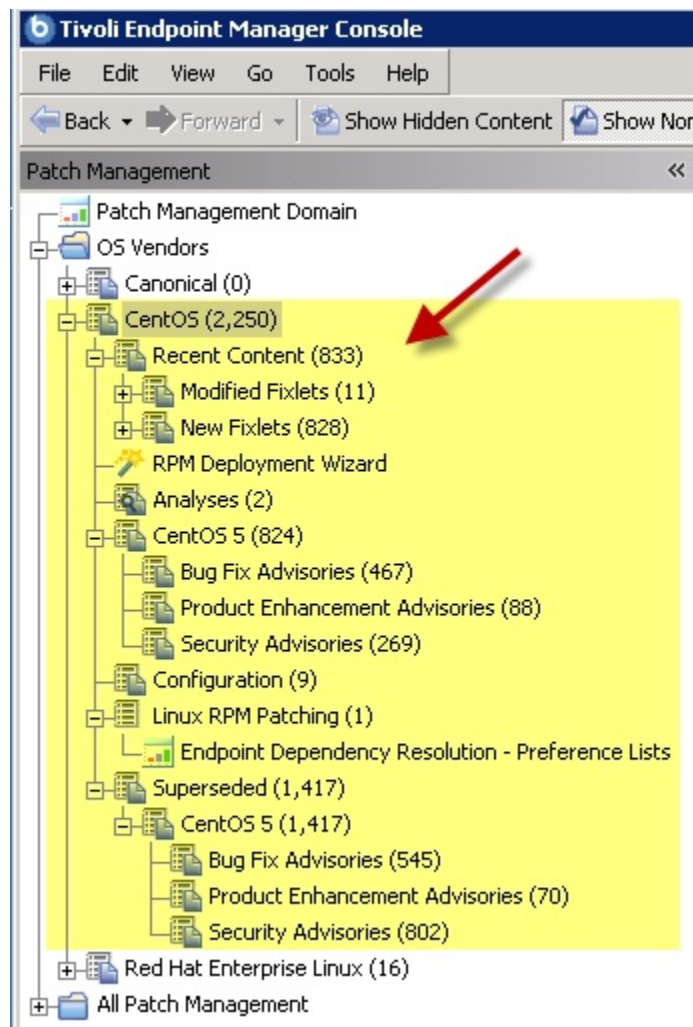 Tivoli Endpoint Manager Console
File Edit View Go Tools Help
Back Forward Show Hidden Content Show Nor
Patch Management «
Patch Management Domain
OS Vendors
Canonical (0)
CentOS (2,250)
Recent Content (833)
Modified Fixlets (11)
New Fixlets (828)
RPM Deployment Wizard
Analyses (2)
CentOS 5 (824)
Bug Fix Advisories (467)
Product Enhancement Advisories (88)
Security Advisories (269)
Configuration (9)
Linux RPM Patching (1)
Endpoint Dependency Resolution - Preference Lists
Superseded (1,417)
CentOS 5 (1,417)
Bug Fix Advisories (545)
Product Enhancement Advisories (70)
Security Advisories (802)
Red Hat Enterprise Linux (16)
All Patch Management